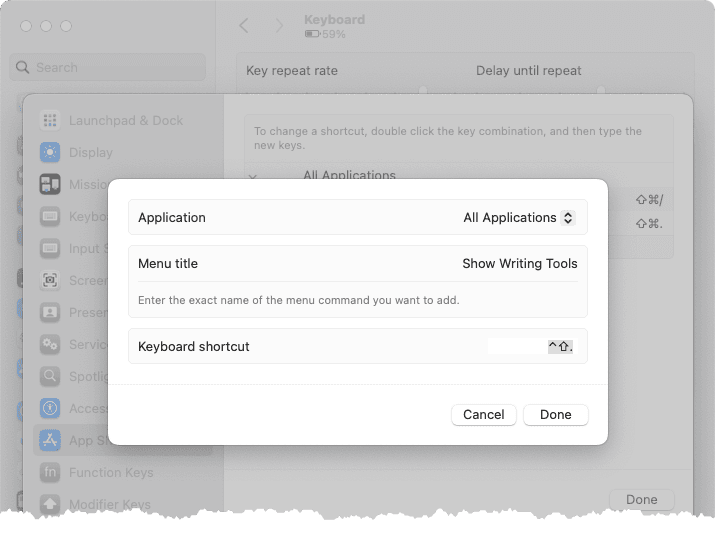 Keyboard
59%
Search
Key repeat rate
Delay until repeat
Launchpad & Dock
Display
Missio
Keybo
Input S
Screen
Presen
Servic
Spotlig
Access
App S
Function Keys
Modifier Keys
To change a shortcut, double click the key combination, and then type the
new keys.
All Applications
⇧⌘/
⇧⌘.
Application
All Applications
Menu title
Show Writing Tools
Enter the exact name of the menu command you want to add.
Keyboard shortcut
^⇧.
Cancel
Done
Done